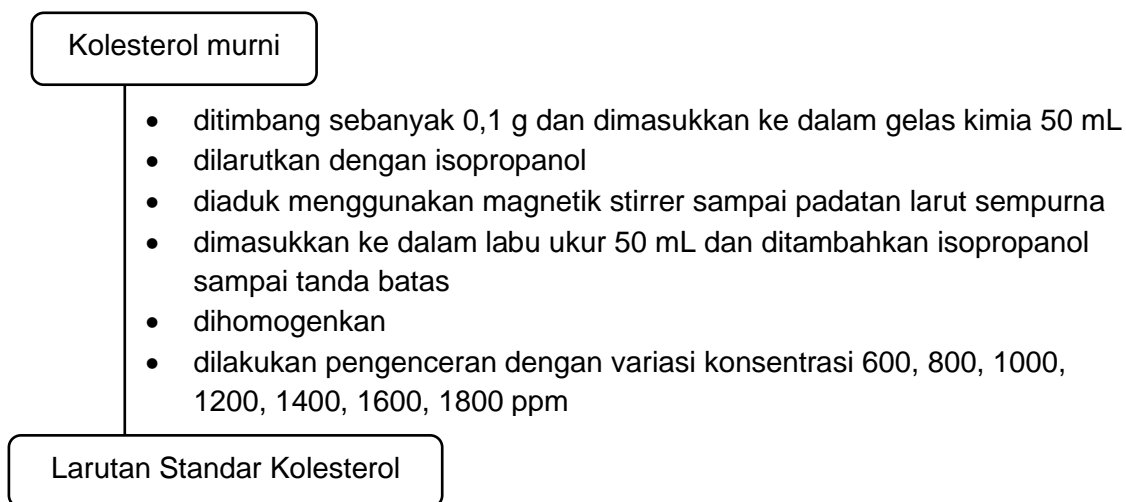 Kolesterol murni
• ditimbang sebanyak 0,1 g dan dimasukkan ke dalam gelas kimia 50 mL
• dilarutkan dengan isopropanol
• diaduk menggunakan magnetik stirrer sampai padatan larut sempurna
• dimasukkan ke dalam labu ukur 50 mL dan ditambahkan isopropanol
sampai tanda batas
• dihomogenkan
• dilakukan pengenceran dengan variasi konsentrasi 600, 800, 1000,
1200, 1400, 1600, 1800 ppm
Larutan Standar Kolesterol